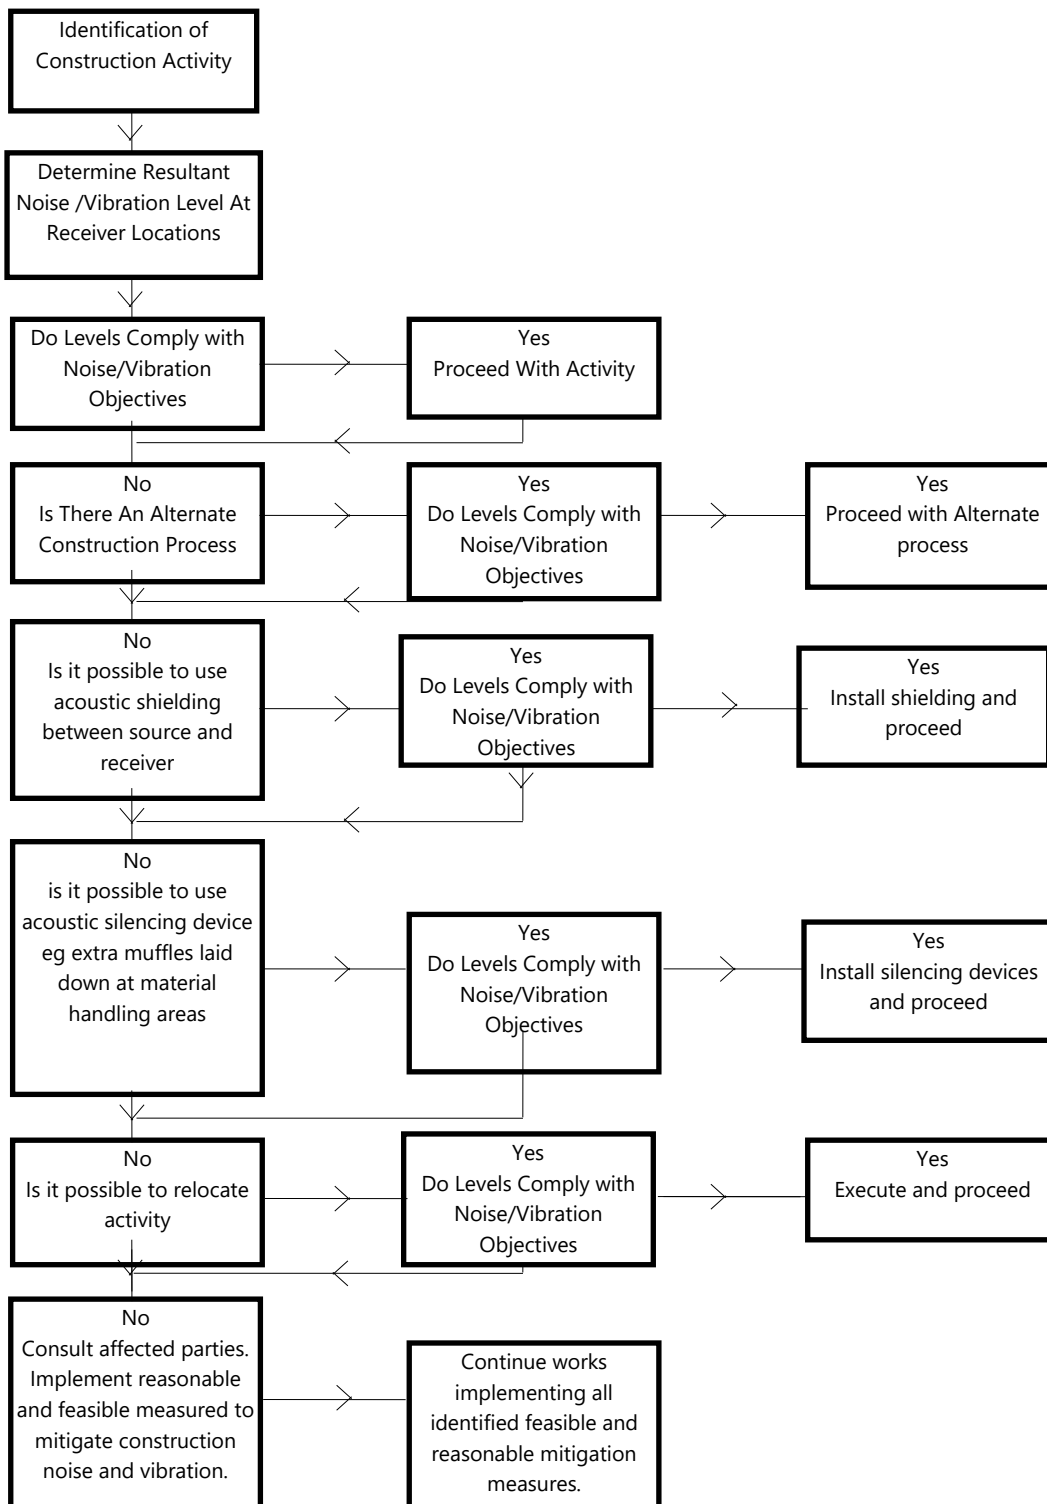 Identification of
Construction Activity
Determine Resultant
Noise /Vibration Level At
Receiver Locations
Do Levels Comply with
Noise/Vibration
Objectives
Yes
Proceed With Activity
No
Is There An Alternate
Construction Process
Yes
Do Levels Comply with
Noise/Vibration
Objectives
Yes
Proceed with Alternate
process
No
Is it possible to use
acoustic shielding
between source and
receiver
Yes
Do Levels Comply with
Noise/Vibration
Objectives
Yes
Install shielding and
proceed
No
is it possible to use
acoustic silencing device
eg extra muffles laid
down at material
handling areas
Yes
Do Levels Comply with
Noise/Vibration
Objectives
Yes
Install silencing devices
and proceed
No
Is it possible to relocate
activity
Yes
Do Levels Comply with
Noise/Vibration
Objectives
Yes
Execute and proceed
No
Consult affected parties.
Implement reasonable
and feasible measured to
mitigate construction
noise and vibration.
Continue works
implementing all
identified feasible and
reasonable mitigation
measures.